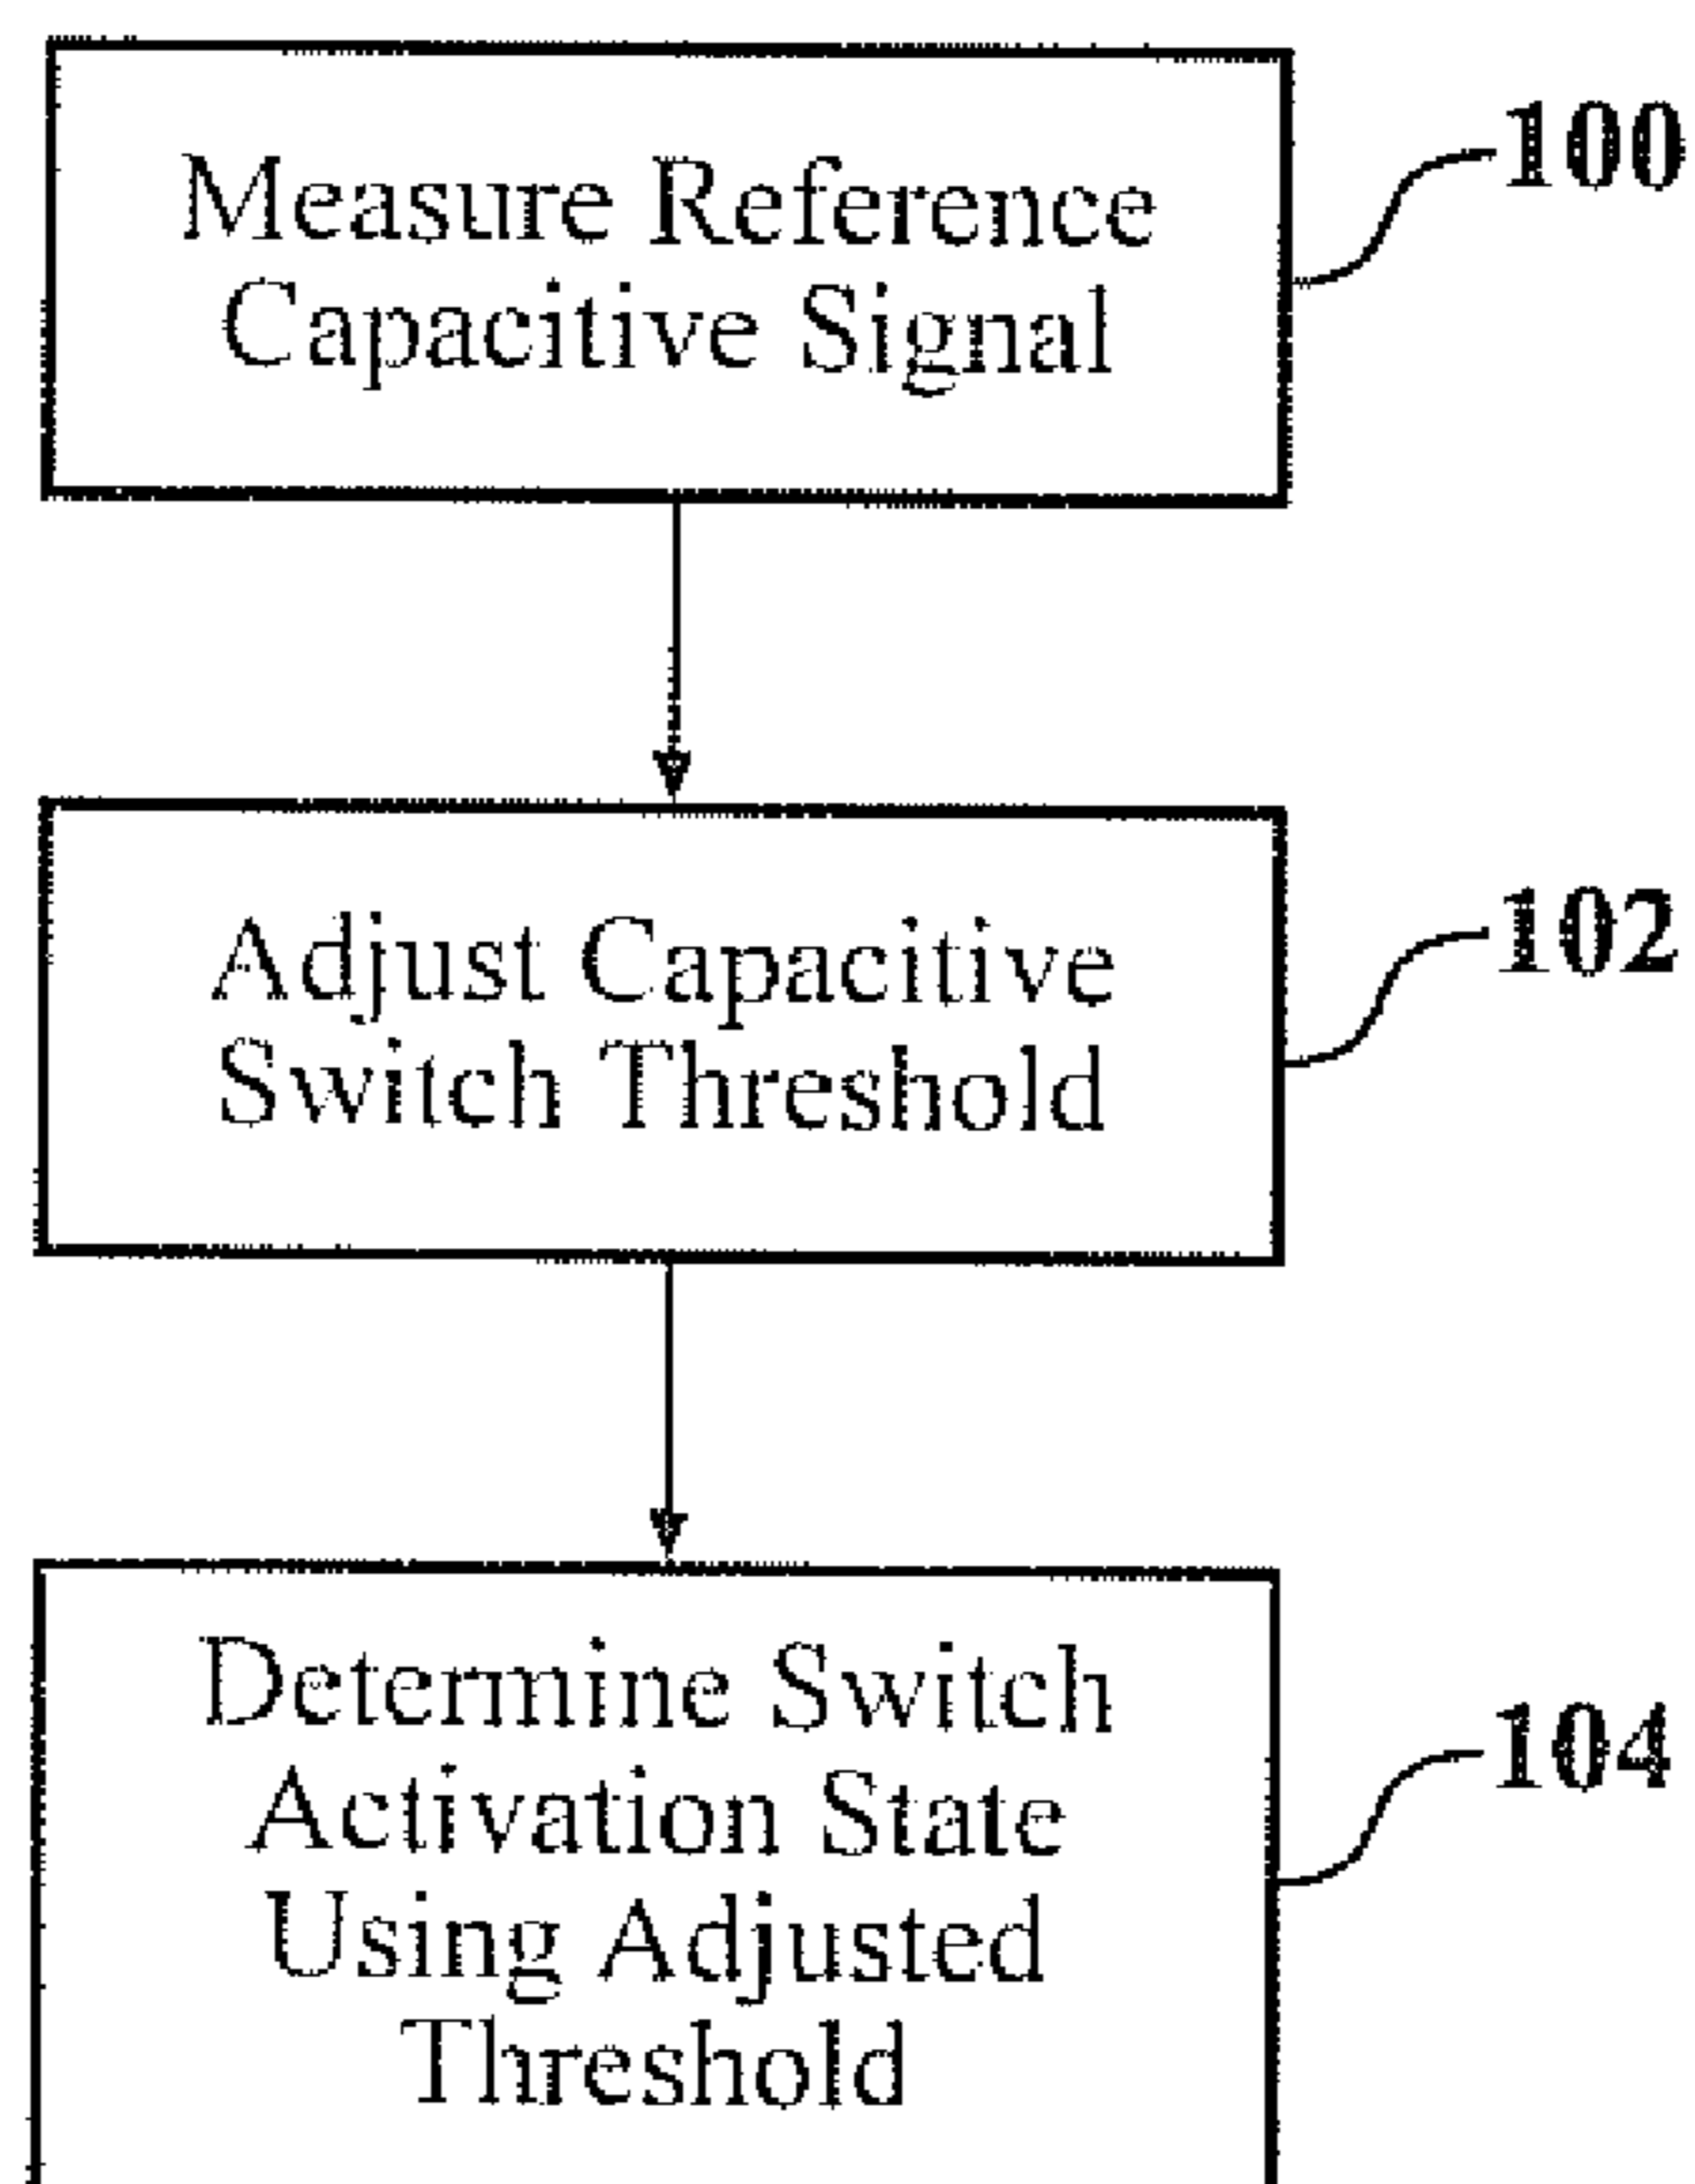 Measure Reference
Capacitive Signal
100
Adjust Capacitive
Switch Threshold
102
Determine Switch
Activation State
Using Adjusted
Threshold
104